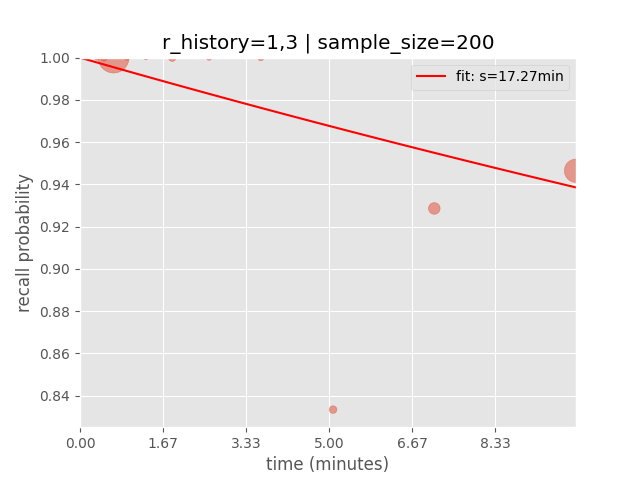 r_history=1,3 | sample_size=200
fit: s=17.27min
recall probability
1.00
0.98
0.96
0.94
0.92
0.90
0.88
0.86
0.84
0.00 1.67 3.33 5.00 6.67 8.33
time (minutes)